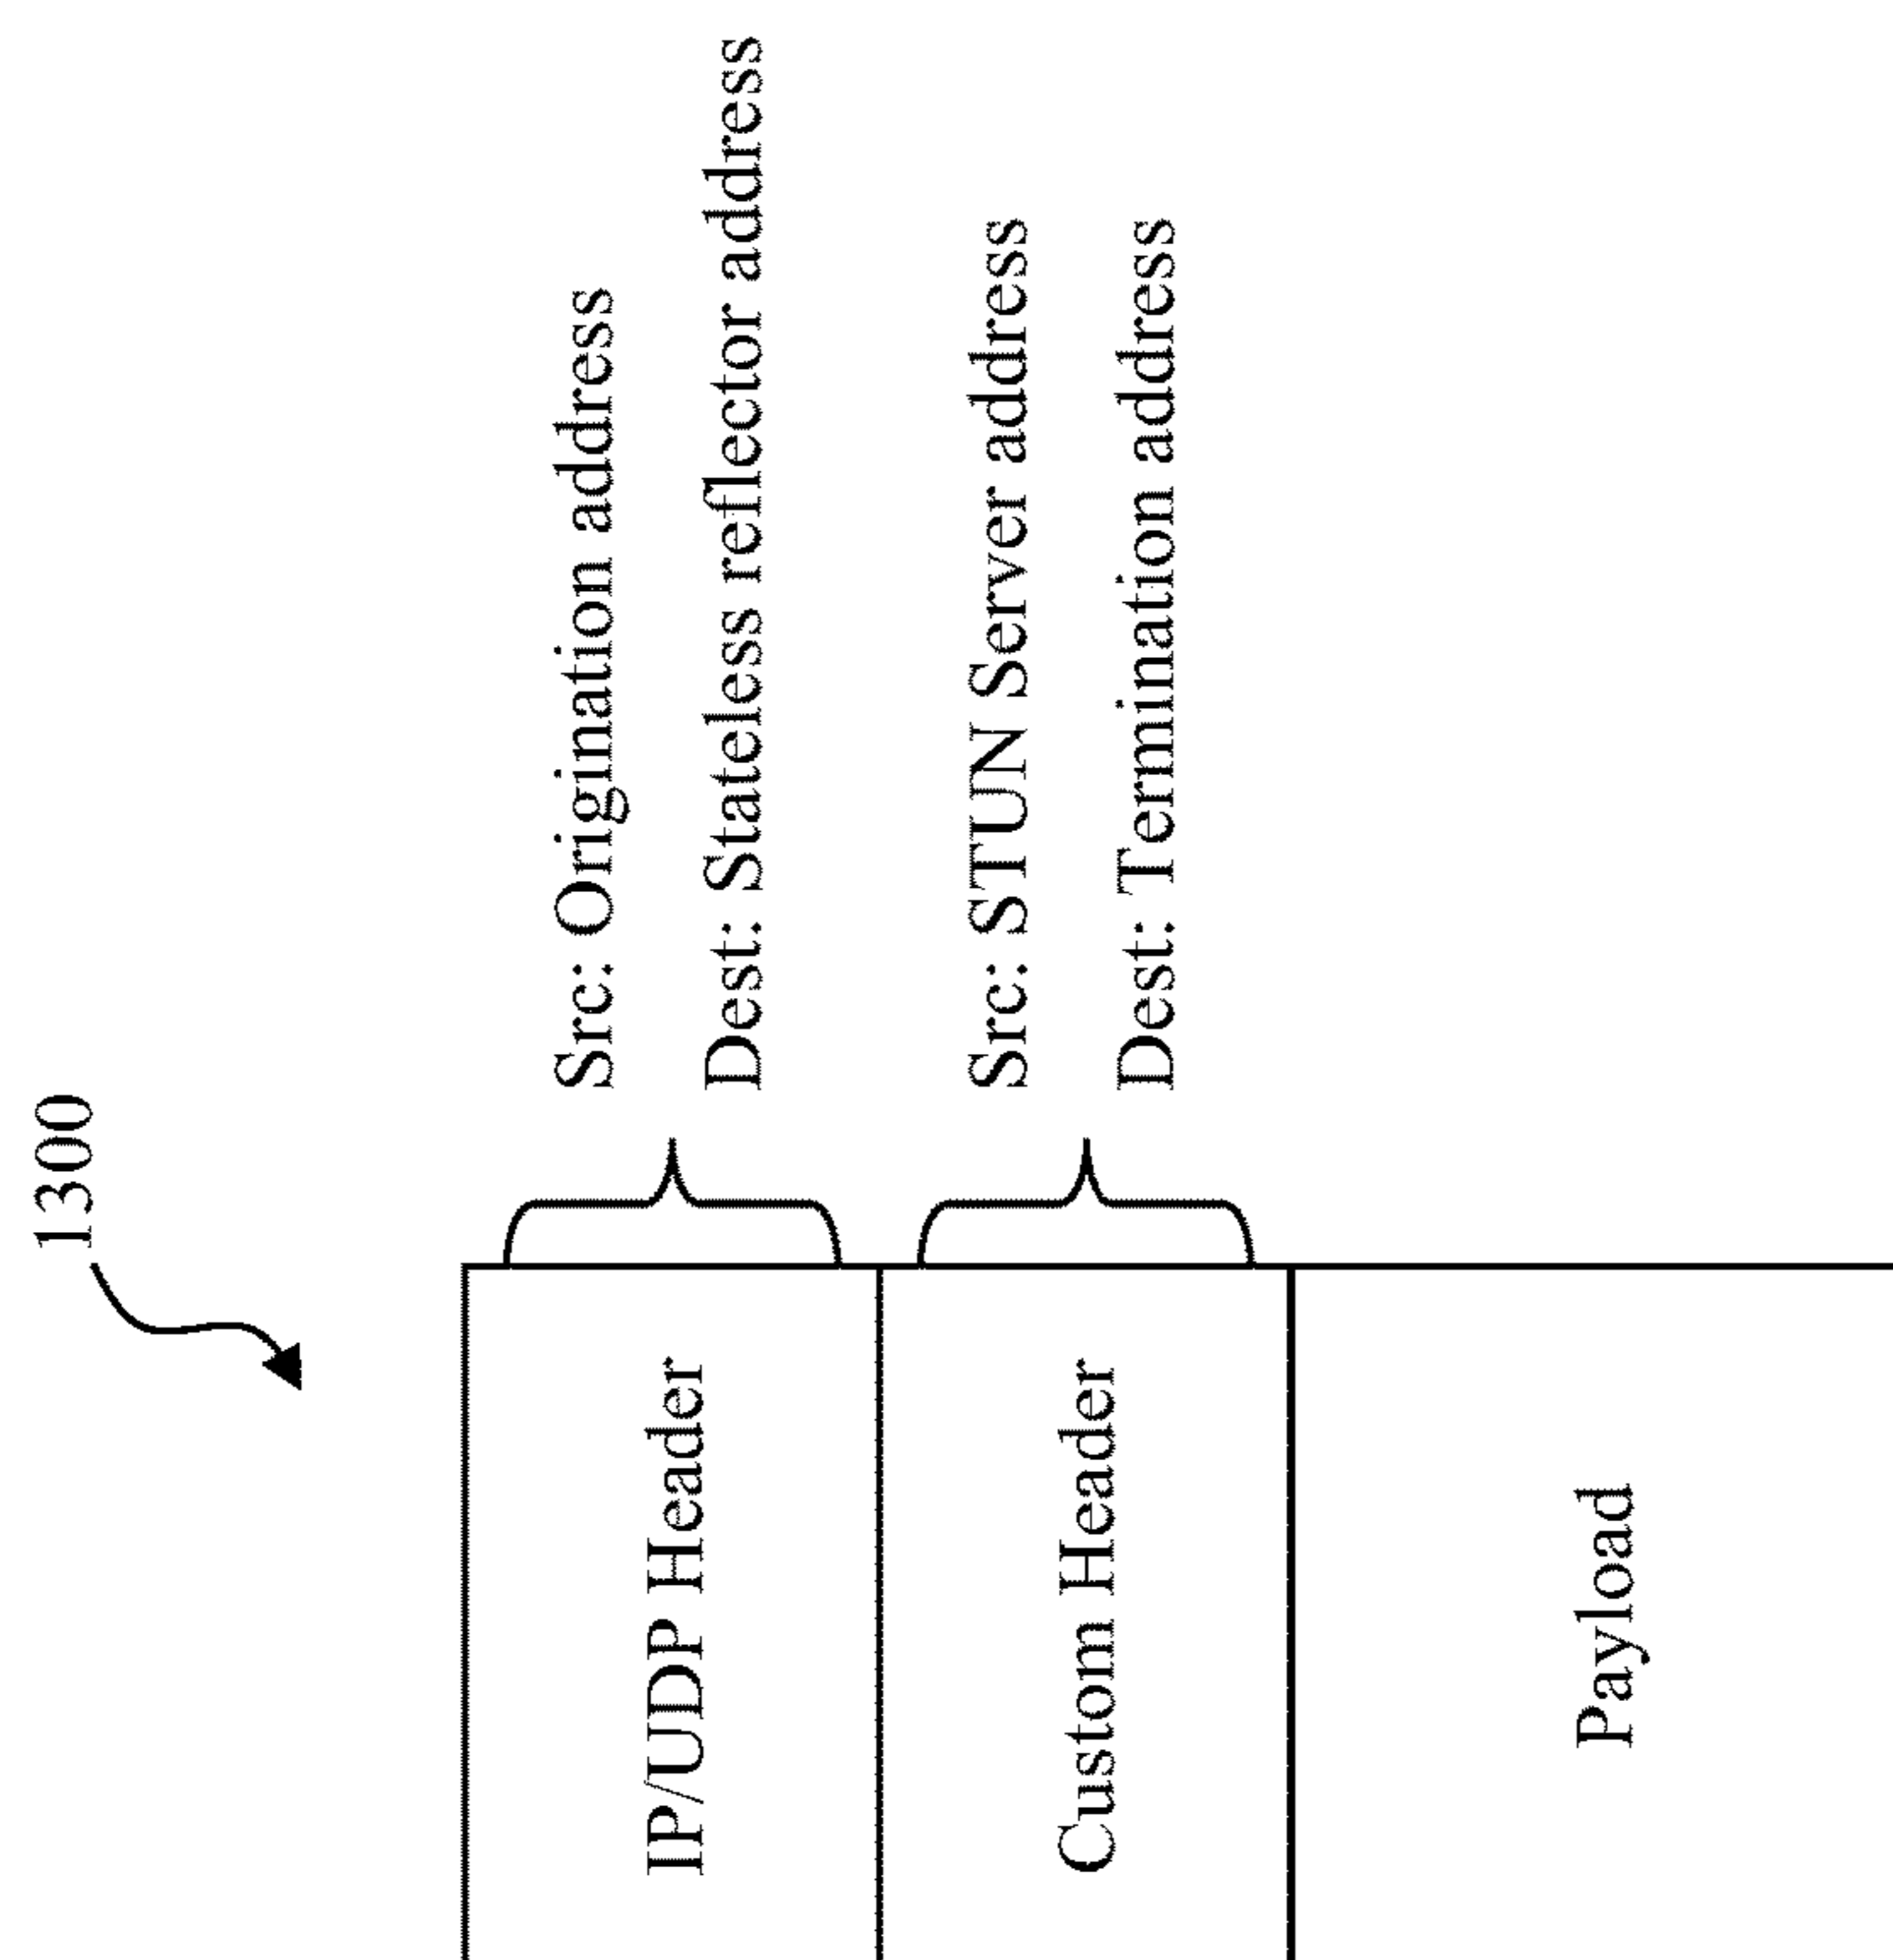 1300
IP/UDP Header
Src: Origination address
Dest: Stateless reflector address
Custom Header
Src: STUN Server address
Dest: Termination address
Payload